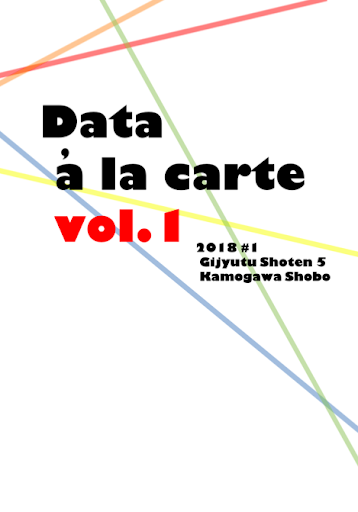 Data
à la carte
vol.1
2018 #1
Gijyutu Shoten 5
Kamogawa Shobo